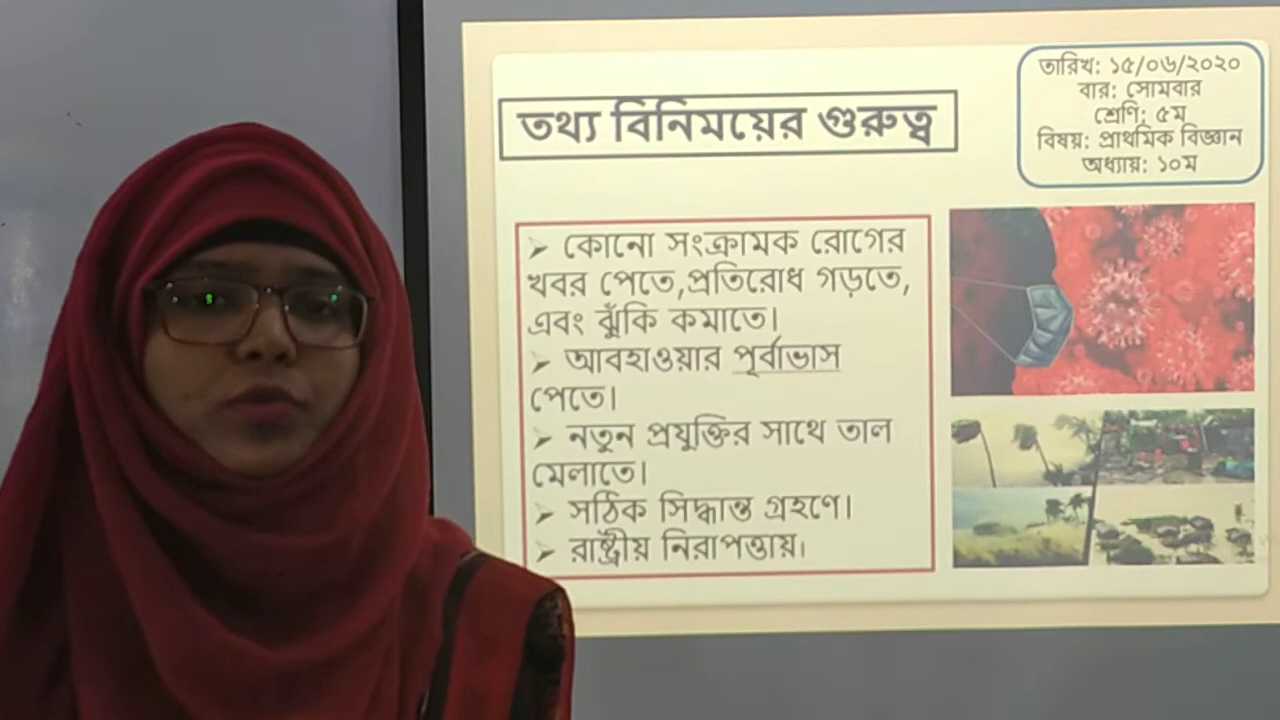 তথ্য বিনিময়ের গুরুত্ব
তারিখ: ১৫/০৬/২০২০
বার: সোমবার
শ্রেণি: ৫ম
বিষয়: প্রাথমিক বিজ্ঞান
অধ্যায়: ১০ম
➢ কোনো সংক্রামক রোগের
খবর পেতে,প্রতিরোধ গড়তে,
এবং ঝুঁকি কমাতে।
➢ আবহাওয়ার পূর্বাভাস
পেতে।
➢ নতুন প্রযুক্তির সাথে তাল
মেলাতে।
➢ সঠিক সিদ্ধান্ত গ্রহণে।
➢ রাষ্ট্রীয় নিরাপত্তায়।